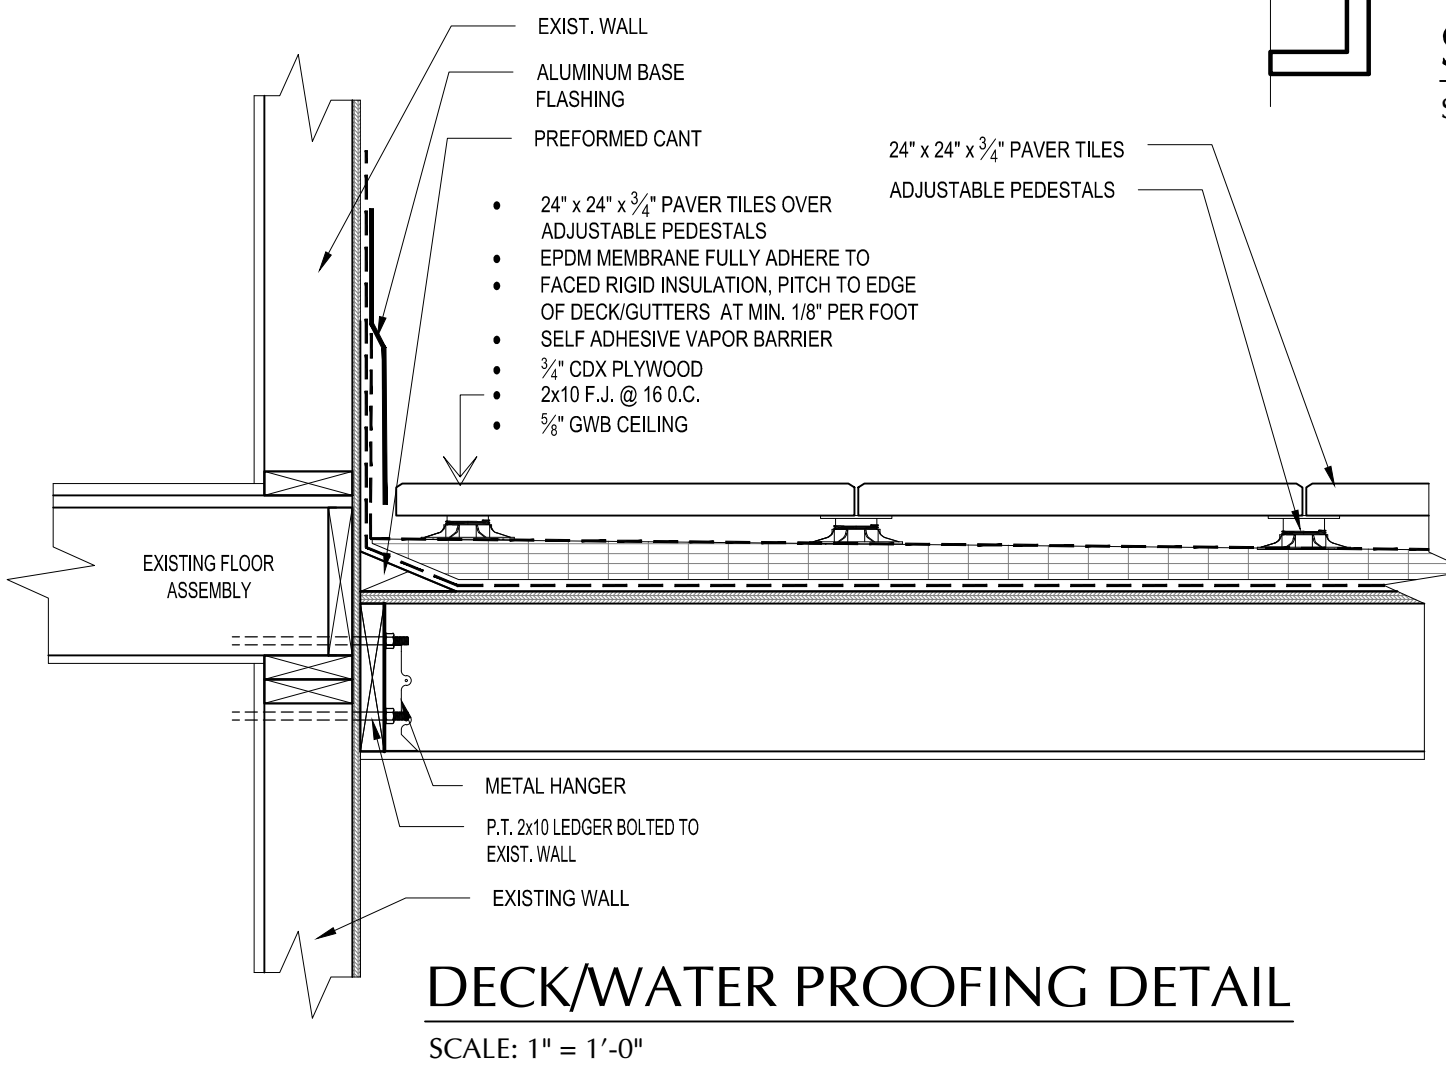 EXIST. WALL
ALUMINUM BASE
FLASHING
PREFORMED CANT
24" x 24" x 3/4" PAVER TILES
ADJUSTABLE PEDESTALS
• 24" x 24" x 3/4" PAVER TILES OVER
ADJUSTABLE PEDESTALS
• EPDM MEMBRANE FULLY ADHERE TO
• FACED RIGID INSULATION, PITCH TO EDGE
OF DECK/GUTTERS AT MIN. 1/8" PER FOOT
• SELF ADHESIVE VAPOR BARRIER
• 3/4" CDX PLYWOOD
• 2x10 F.J. @ 16 0.C.
• 5/8" GWB CEILING
EXISTING FLOOR
ASSEMBLY
METAL HANGER
P.T. 2x10 LEDGER BOLTED TO
EXIST. WALL
EXISTING WALL
DECK/WATER PROOFING DETAIL
SCALE: 1" = 1'-0"